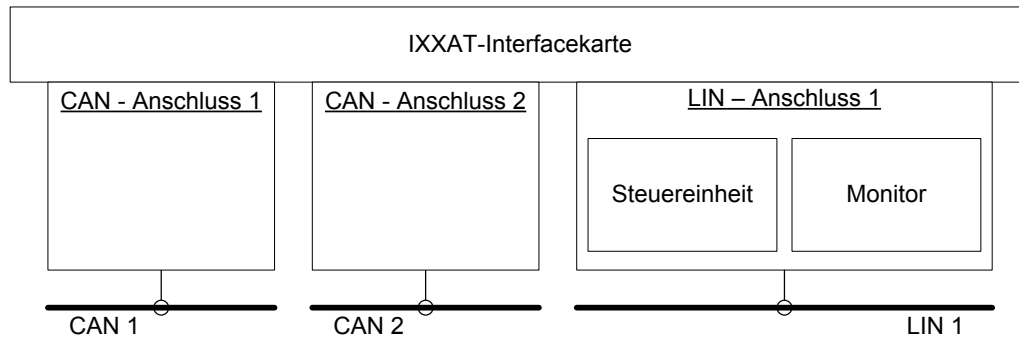 IXXAT-Interfacekarte
CAN - Anschluss 1
CAN - Anschluss 2
LIN – Anschluss 1
Steuereinheit
Monitor
CAN 1
CAN 2
LIN 1